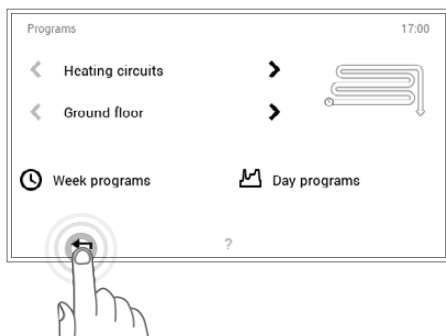 Programs 17:00
Heating circuits
Ground floor
Week programs Day programs
?